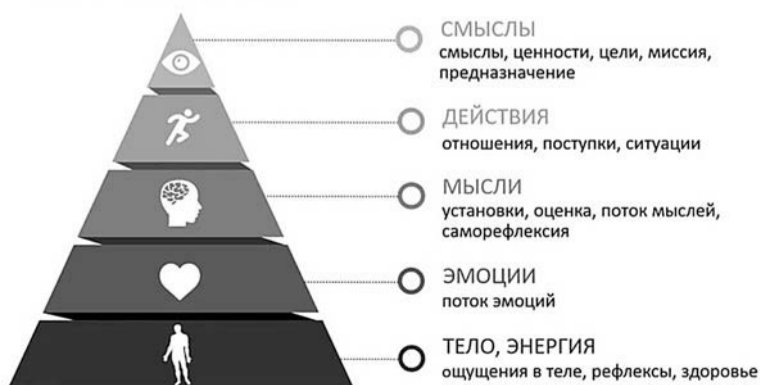 СМЫСЛЫ
смыслы, ценности, цели, миссия,
предназначение
ДЕЙСТВИЯ
отношения, поступки, ситуации
МЫСЛИ
установки, оценка, поток мыслей,
саморефлексия
ЭМОЦИИ
поток эмоций
ТЕЛО, ЭНЕРГИЯ
ощущения в теле, рефлексы, здоровье